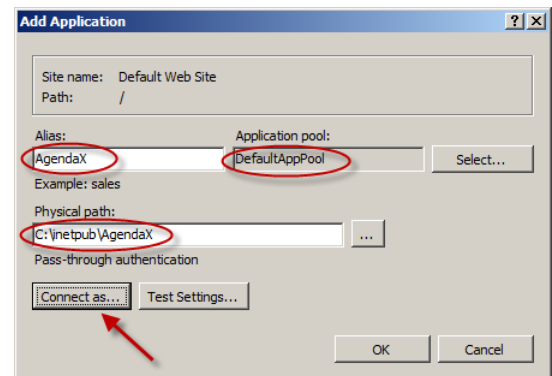 Add Application
Site name: Default Web Site
Path: /
Alias: Application pool:
AgendaX DefaultAppPool Select...
Example: sales
Physical path:
C:\inetpub\AgendaX ...
Pass-through authentication
Connect as... Test Settings...
OK Cancel